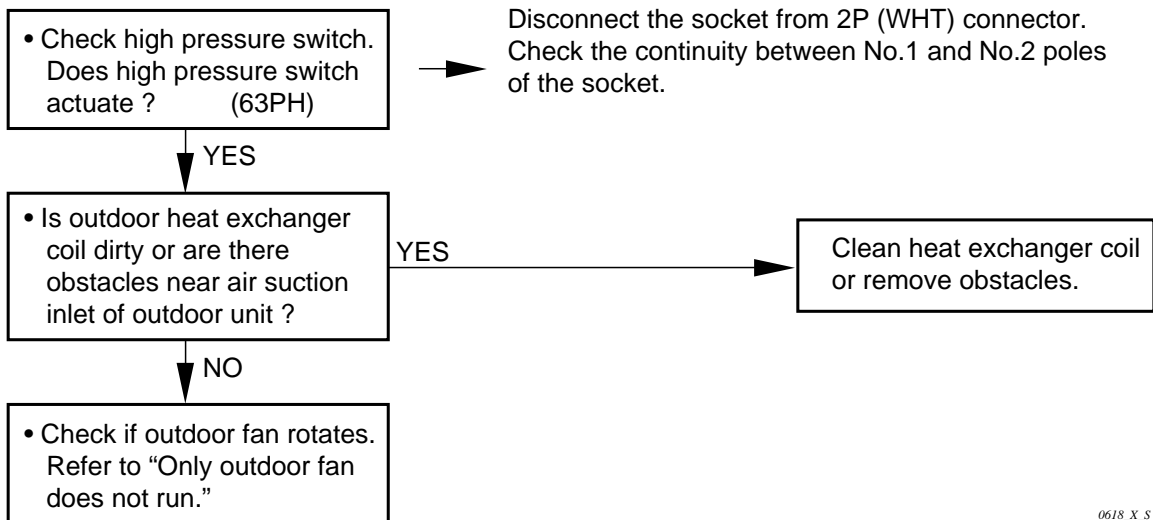 • Check high pressure switch.
Does high pressure switch
actuate ? (63PH)
Disconnect the socket from 2P (WHT) connector.
Check the continuity between No.1 and No.2 poles
of the socket.
YES
• Is outdoor heat exchanger
coil dirty or are there
obstacles near air suction
inlet of outdoor unit ?
YES
Clean heat exchanger coil
or remove obstacles.
NO
• Check if outdoor fan rotates.
Refer to “Only outdoor fan
does not run.”
0618_X_S